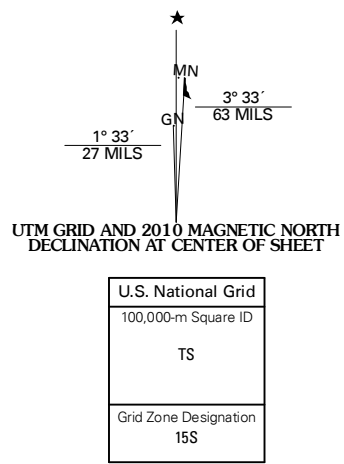 MN
3° 33´
63 MILS
GN
1° 33´
27 MILS
UTM GRID AND 2010 MAGNETIC NORTH
DECLINATION AT CENTER OF SHEET
U.S. National Grid
100,000-m Square ID
TS
Grid Zone Designation
15S